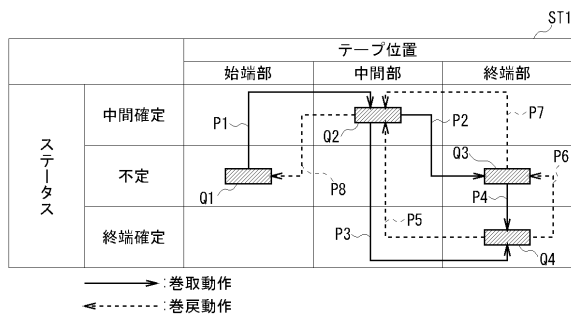 ST1
テープ位置
始端部 中間部 終端部
ステータス
中間確定
P1
Q2
P2
P7
不定
Q1
P8
Q3
P6
P4
終端確定
P3
P5
Q4
:巻取動作
:巻戻動作